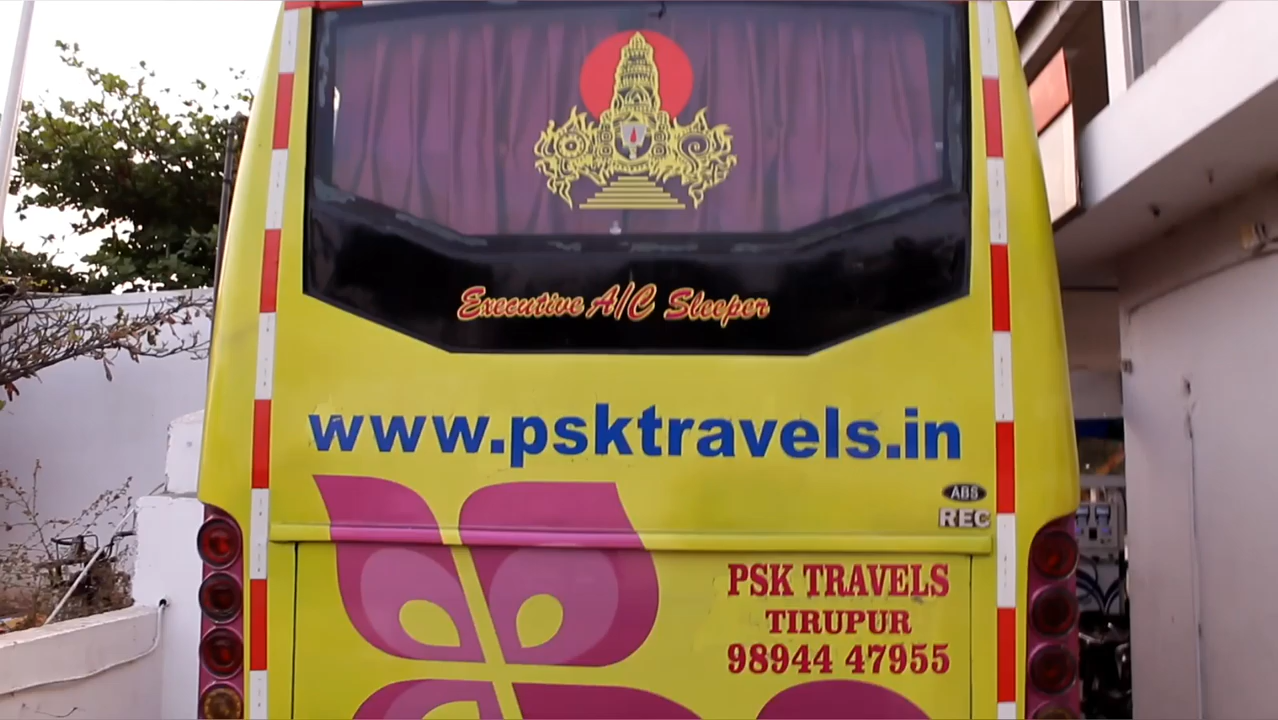 Executive A/C Sleeper
www.psktravels.in
ABS
REC
PSK TRAVELS
TIRUPUR
98944 47955